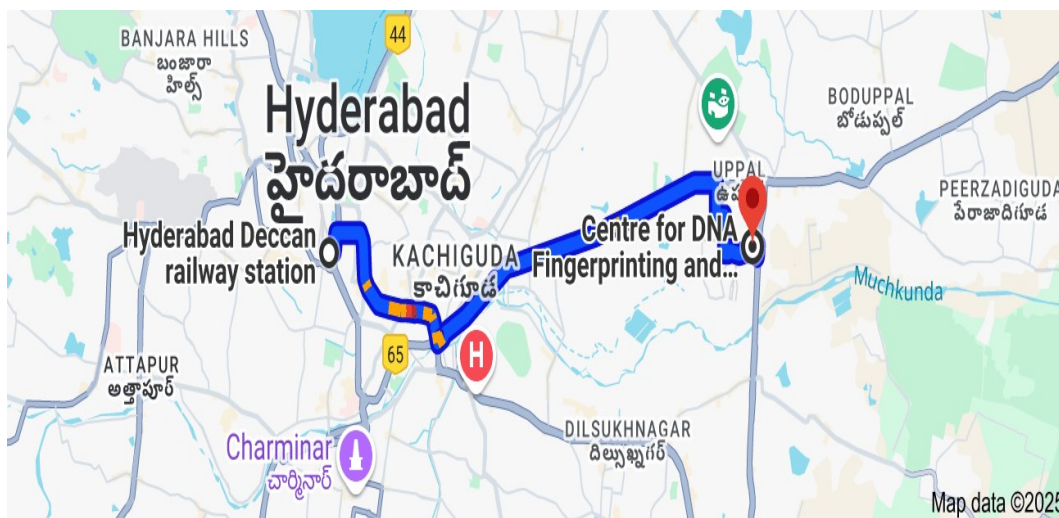 44
BANJARA HILLS
బంజారా
హిల్స్
Hyderabad
హైదరాబాద్
BODUPPAL
బోడుప్పల్
UPPAL
PEERZADIGUDA
పీరాజాదిగూడ
Hyderabad Deccan
railway station
KACHIGUDA
కాచిగూడ
Centre for DNA
Fingerprinting and...
Muchkunda
65
H
ATTAPUR
అత్తాపూర్
DILSUKHNAGAR
దిల్సుఖ్నగర్
Charminar
చార్మినార్
Map data ©2025